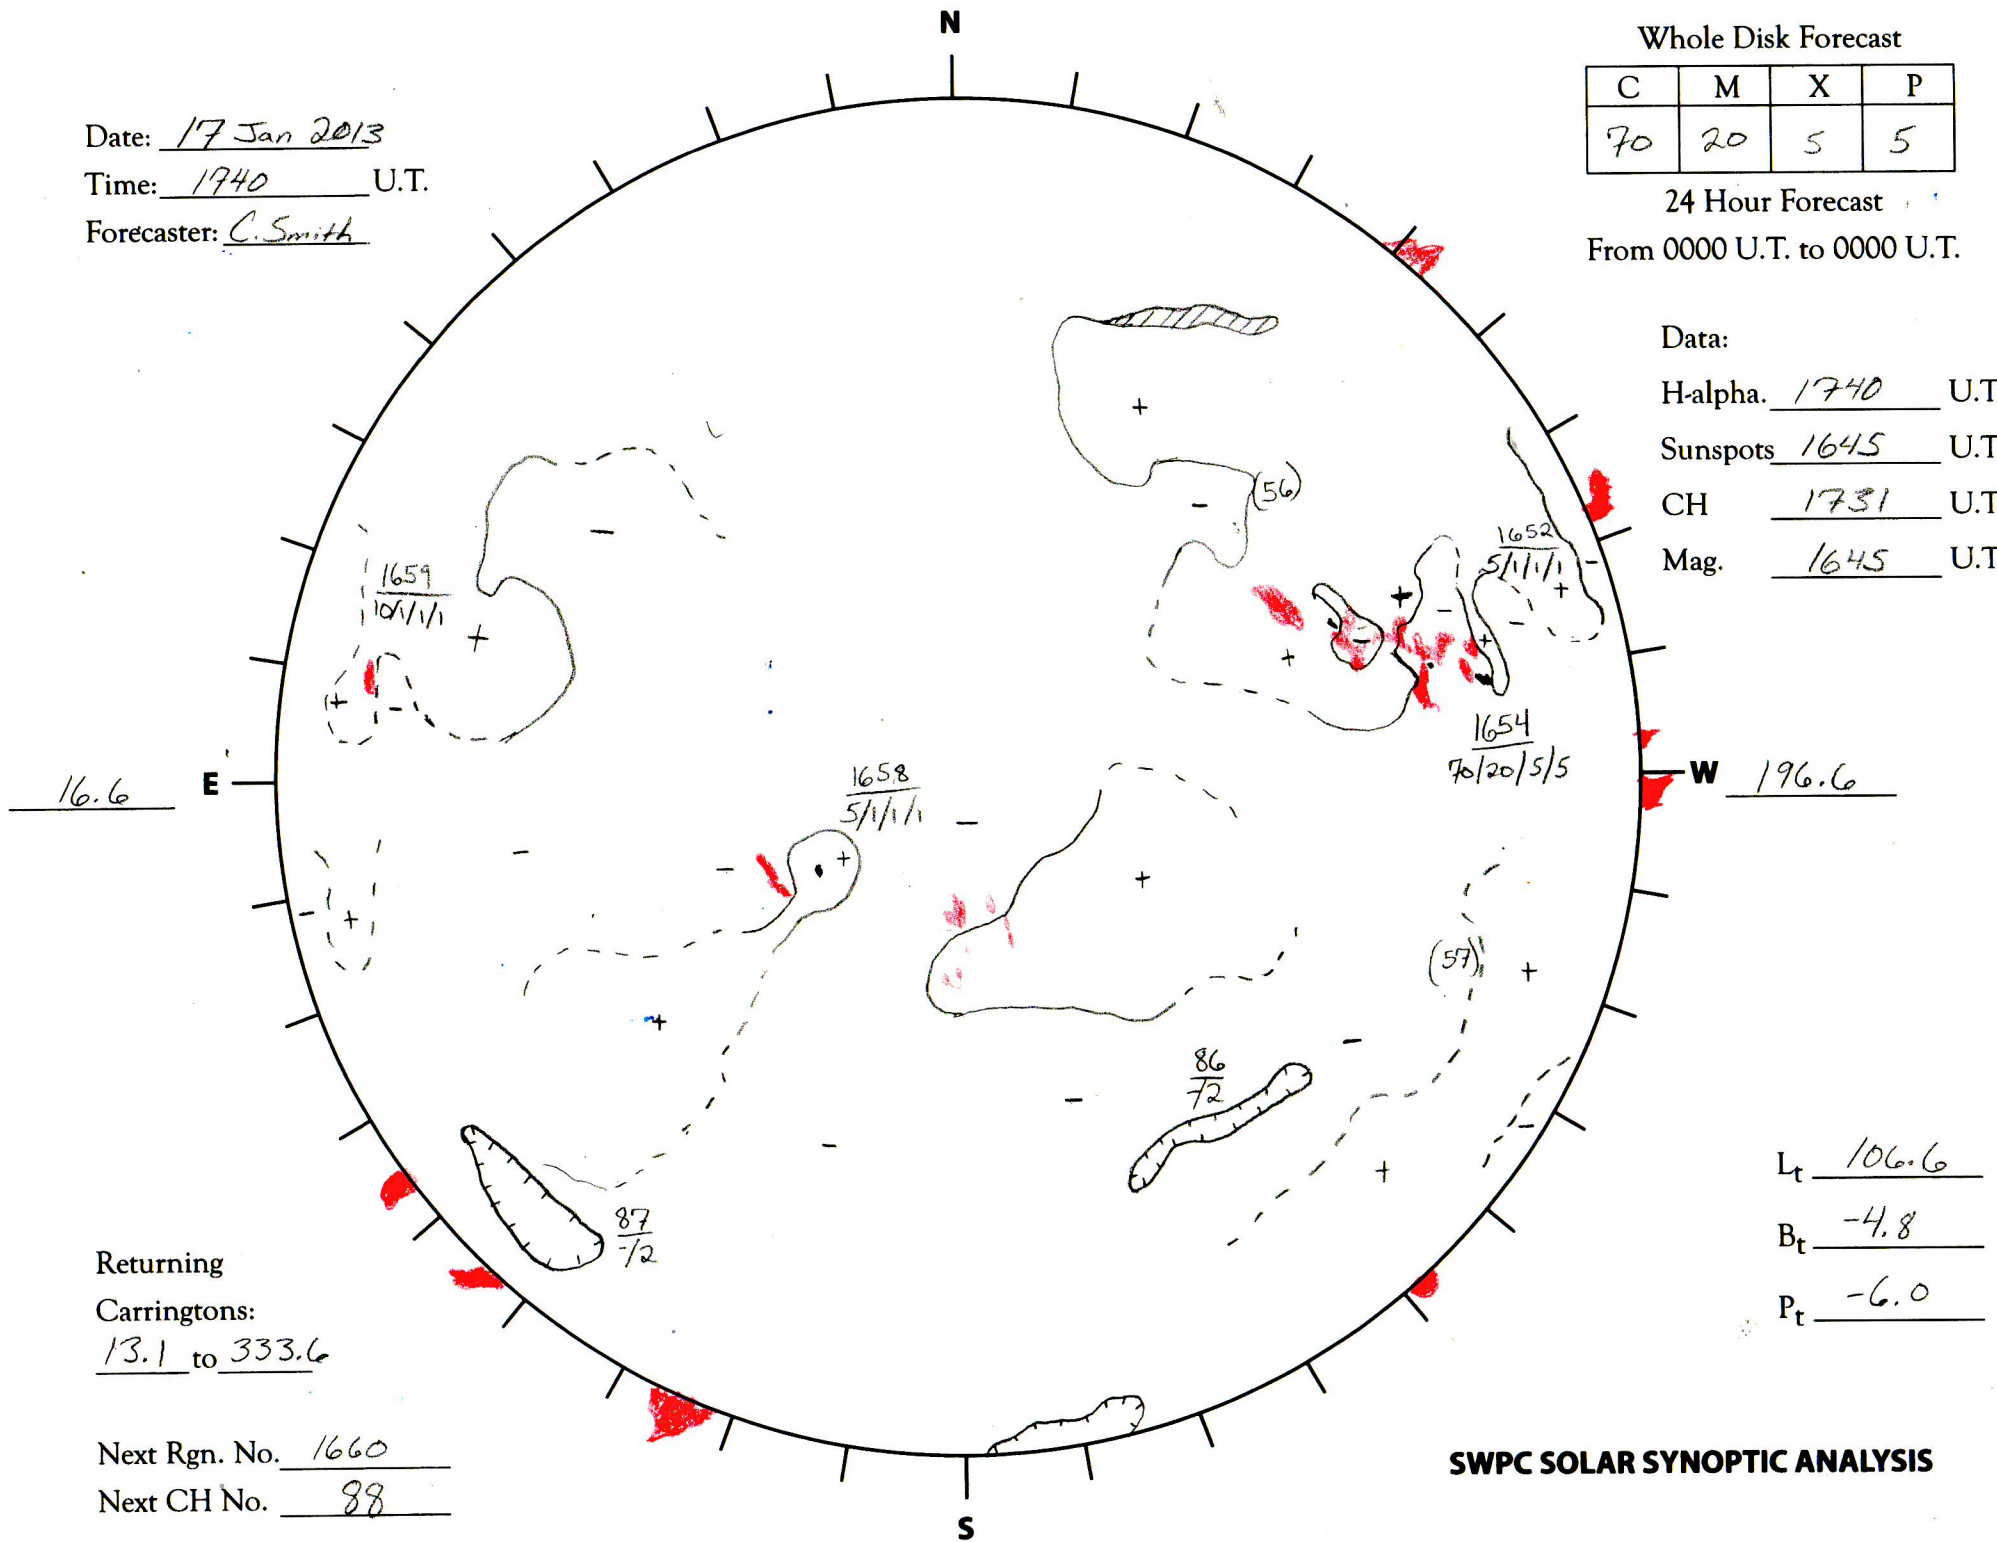 N
Whole Disk Forecast
C M X P
70 20 5 5
24 Hour Forecast
From 0000 U.T. to 0000 U.T.
Date: 17 Jan 2013
Time: 1740 U.T.
Forecaster: C. Smith
Data:
H-alpha. 1740 U.T
Sunspots 1645 U.T
CH 1731 U.T
Mag. 1645 U.T
+
(56)
-
-
1652
5/1/1/1
-
+
1659
10/1/1/1
+
+
-
-
-
+
+
+
-
-
1654
70/20/5/5
16.6 E
W 196.6
1658
5/1/1/1
-
-
-
+
+
-
+
(57)
+
+
-
86
-/2
-
-
-
+
87
-/2
Lt 106.6
Bt -4.8
Pt -6.0
Returning
Carringtons:
13.1 to 333.6
Next Rgn. No. 1660
Next CH No. 88
SWPC SOLAR SYNOPTIC ANALYSIS
S